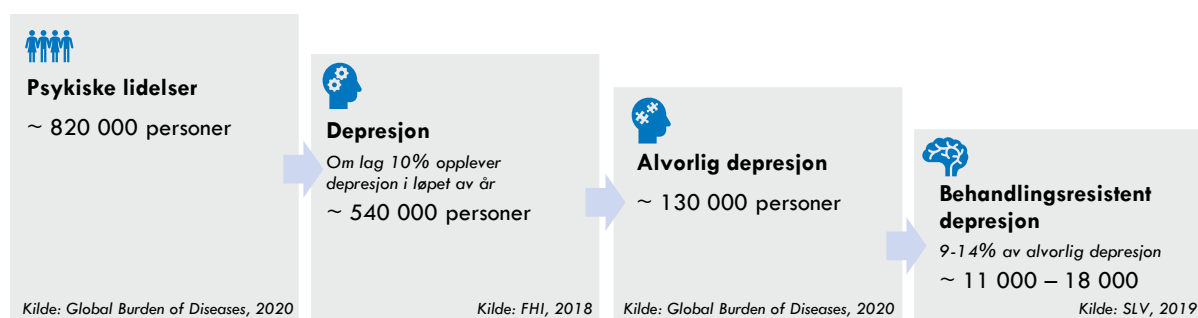 Psykiske lidelser
~ 820 000 personer
Kilde: Global Burden of Diseases, 2020
Depresjon
Om lag 10% opplever
depresjon i løpet av år
~ 540 000 personer
Kilde: FHI, 2018
Alvorlig depresjon
~ 130 000 personer
Kilde: Global Burden of Diseases, 2020
Behandlingsresistent
depresjon
9-14% av alvorlig depresjon
~ 11 000 – 18 000
Kilde: SLV, 2019